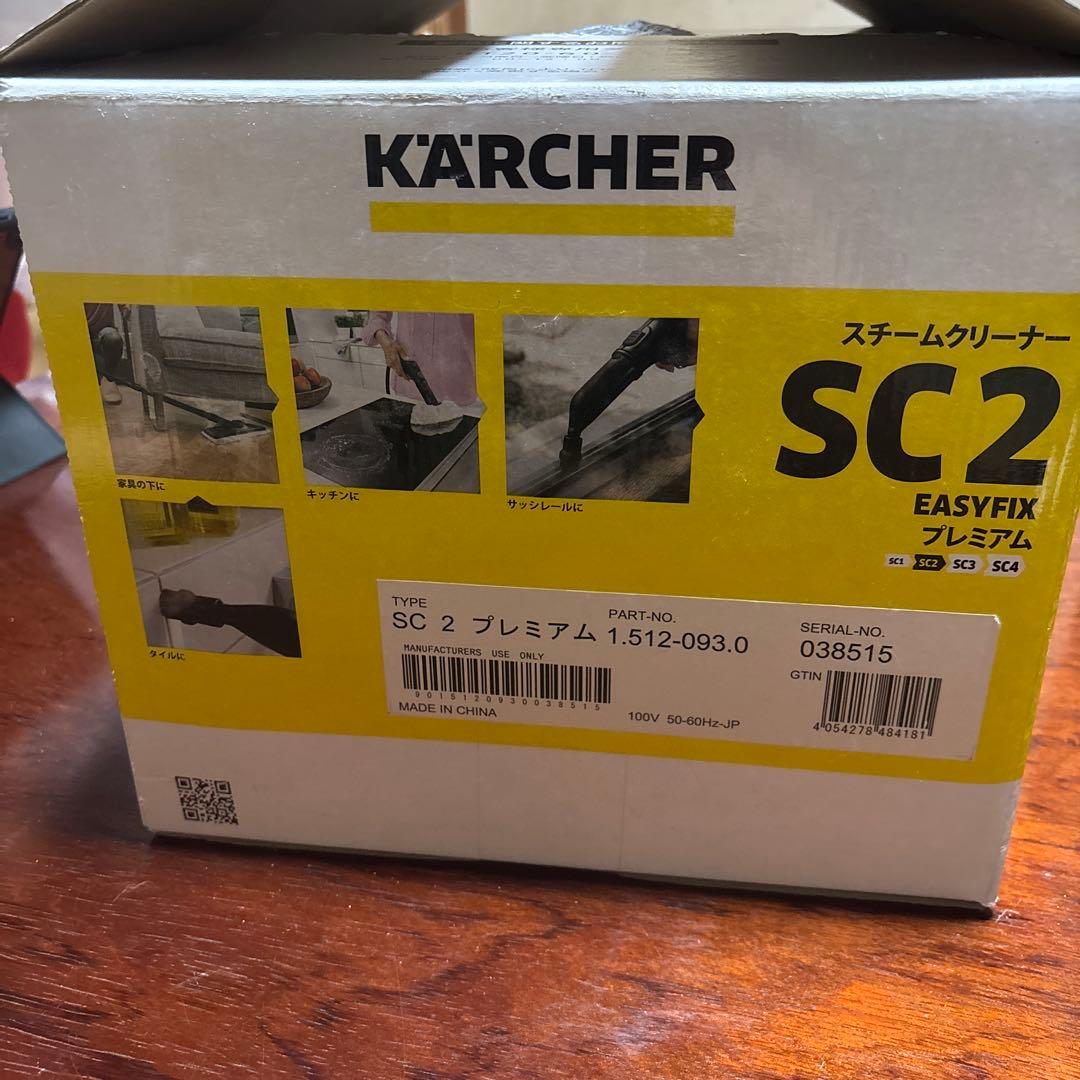 KÄRCHER
スチームクリーナー
SC2
EASYFIX
プレミアム
SC1 SC2 SC3 SC4
家具の下に
キッチンに
サッシレールに
タイルに
TYPE
SC 2 プレミアム
PART-NO.
1.512-093.0
SERIAL-NO.
038515
MANUFACTURERS USE ONLY
9015120930038515
MADE IN CHINA
100V 50-60Hz-JP
GTIN
4 054278 484181